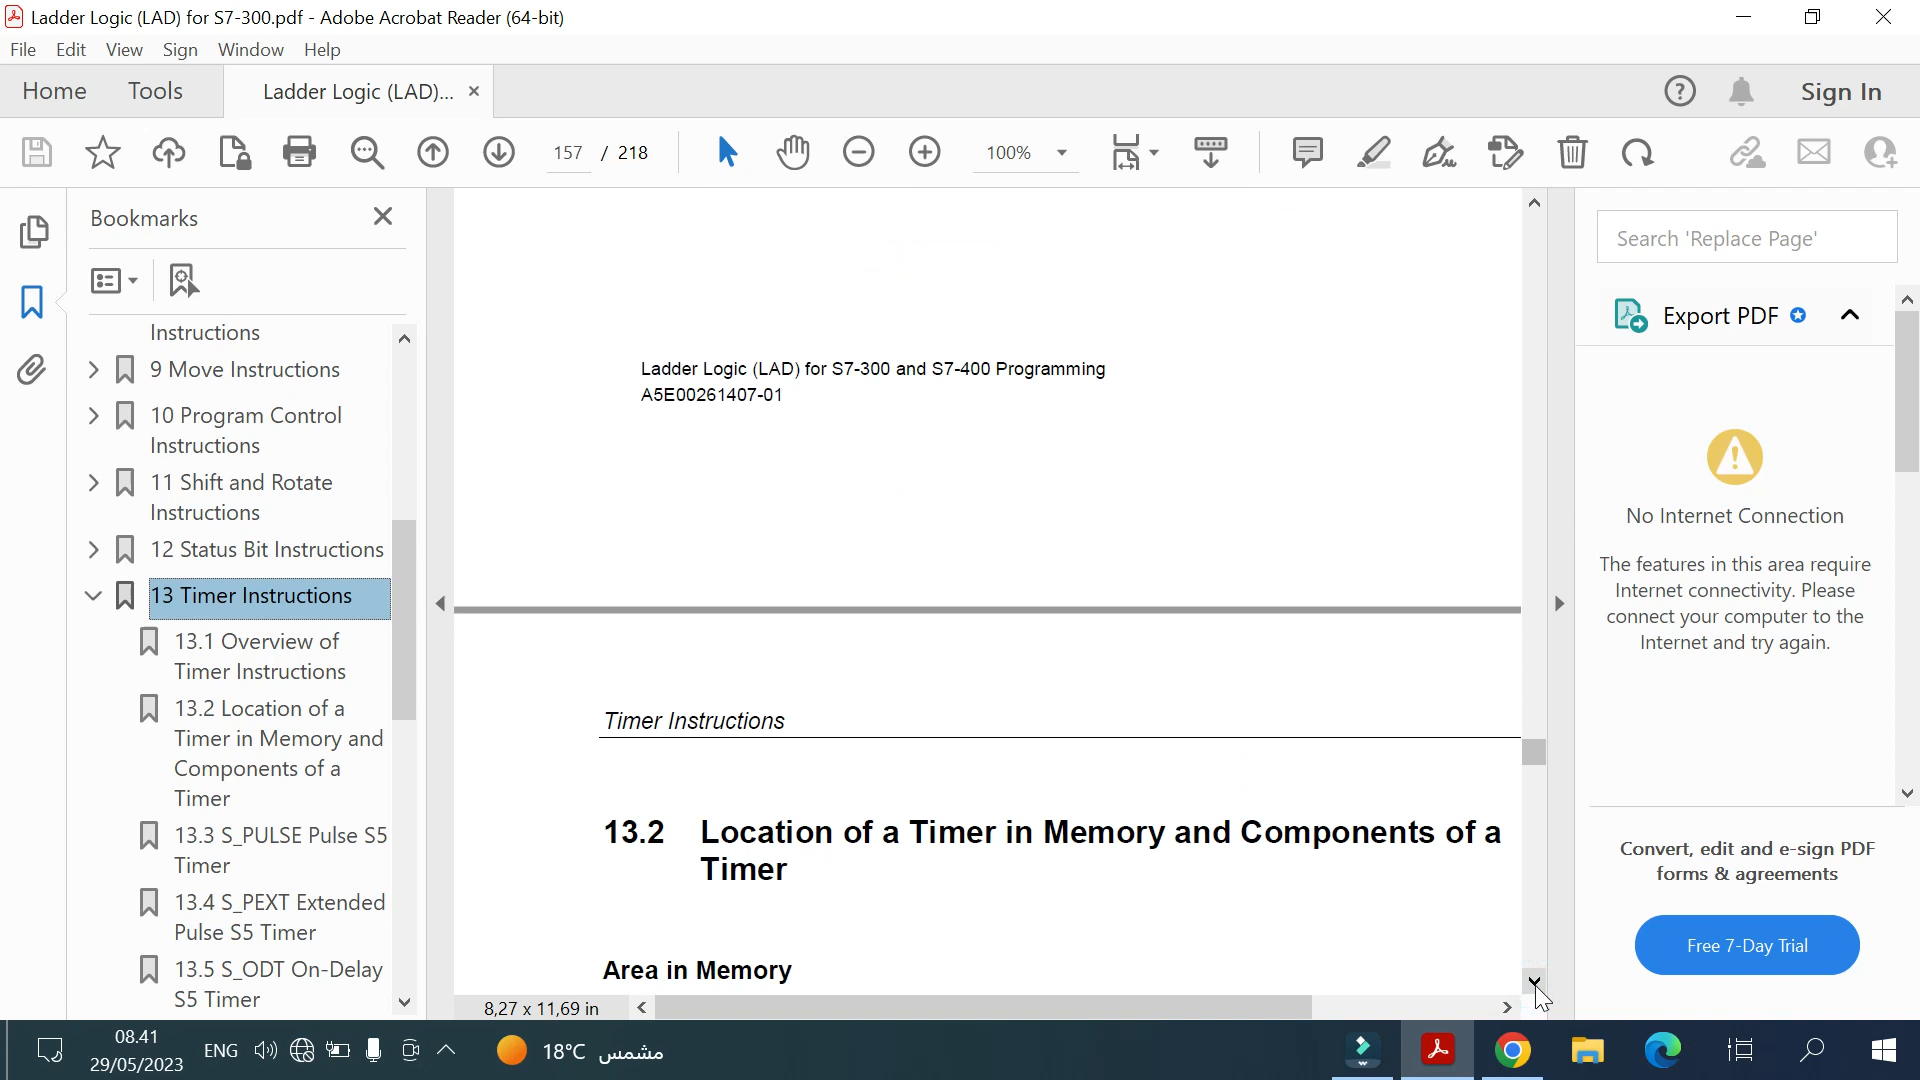 Ladder Logic (LAD) for S7-300.pdf - Adobe Acrobat Reader (64-bit)
File Edit View Sign Window Help
Home Tools Ladder Logic (LAD)... Sign In
157 / 218 100%
Bookmarks
Instructions
9 Move Instructions
10 Program Control
Instructions
11 Shift and Rotate
Instructions
12 Status Bit Instructions
13 Timer Instructions
13.1 Overview of
Timer Instructions
13.2 Location of a
Timer in Memory and
Components of a
Timer
13.3 S_PULSE Pulse S5
Timer
13.4 S_PEXT Extended
Pulse S5 Timer
13.5 S_ODT On-Delay
S5 Timer
Ladder Logic (LAD) for S7-300 and S7-400 Programming
A5E00261407-01
Timer Instructions
13.2 Location of a Timer in Memory and Components of a
Timer
Area in Memory
8,27 x 11,69 in
Search 'Replace Page'
Export PDF
No Internet Connection
The features in this area require
Internet connectivity. Please
connect your computer to the
Internet and try again.
Convert, edit and e-sign PDF
forms & agreements
Free 7-Day Trial
08.41
29/05/2023
ENG
18°C مشمس